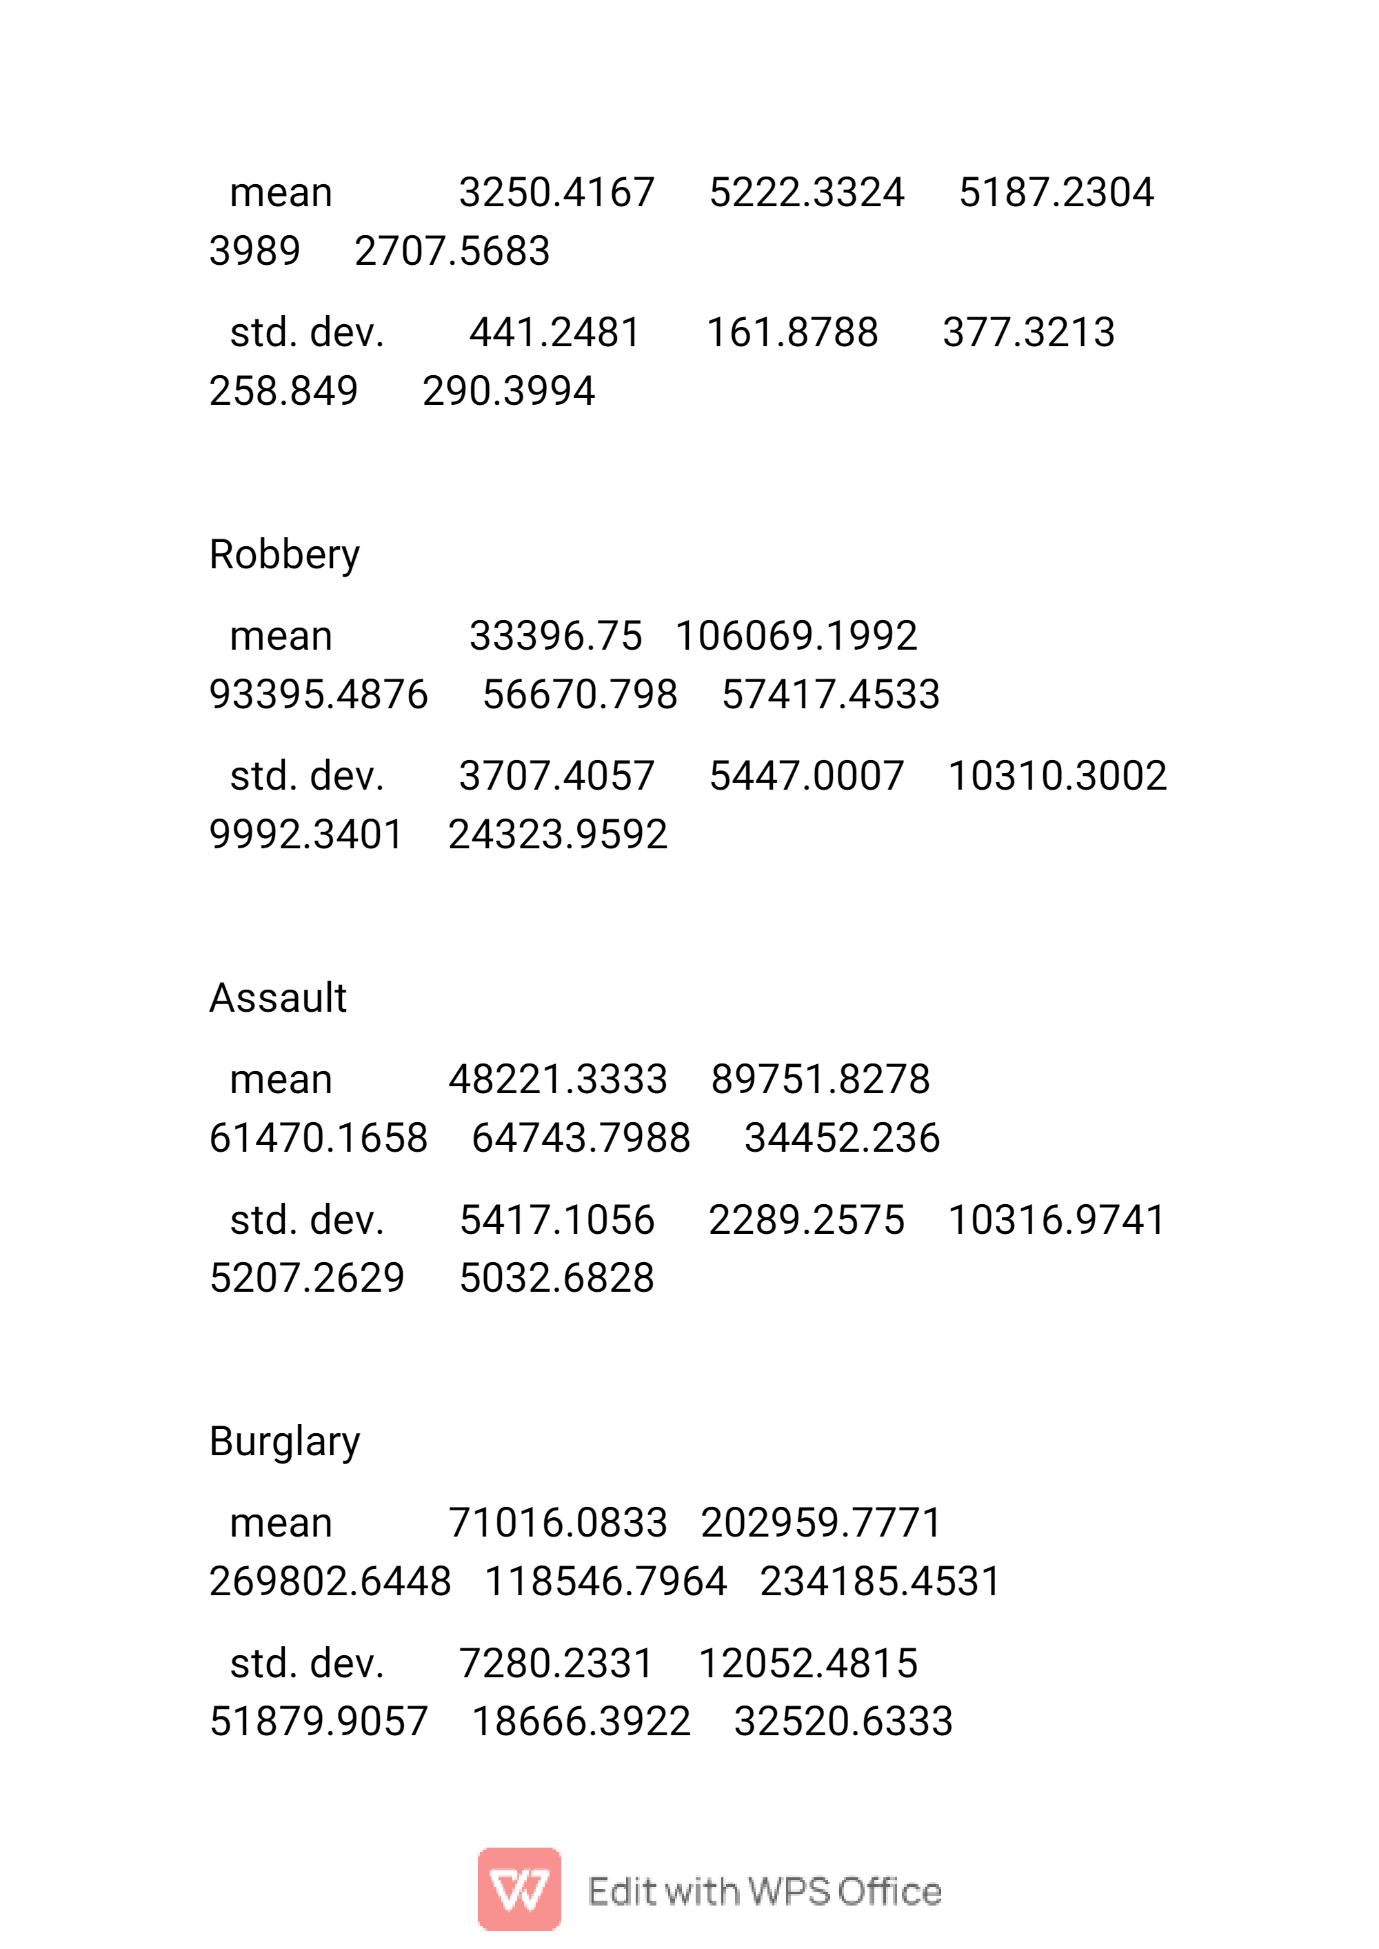 mean 3250.4167 5222.3324 5187.2304
3989 2707.5683
std. dev. 441.2481 161.8788 377.3213
258.849 290.3994
Robbery
mean 33396.75 106069.1992
93395.4876 56670.798 57417.4533
std. dev. 3707.4057 5447.0007 10310.3002
9992.3401 24323.9592
Assault
mean 48221.3333 89751.8278
61470.1658 64743.7988 34452.236
std. dev. 5417.1056 2289.2575 10316.9741
5207.2629 5032.6828
Burglary
mean 71016.0833 202959.7771
269802.6448 118546.7964 234185.4531
std. dev. 7280.2331 12052.4815
51879.9057 18666.3922 32520.6333
Edit with WPS Office